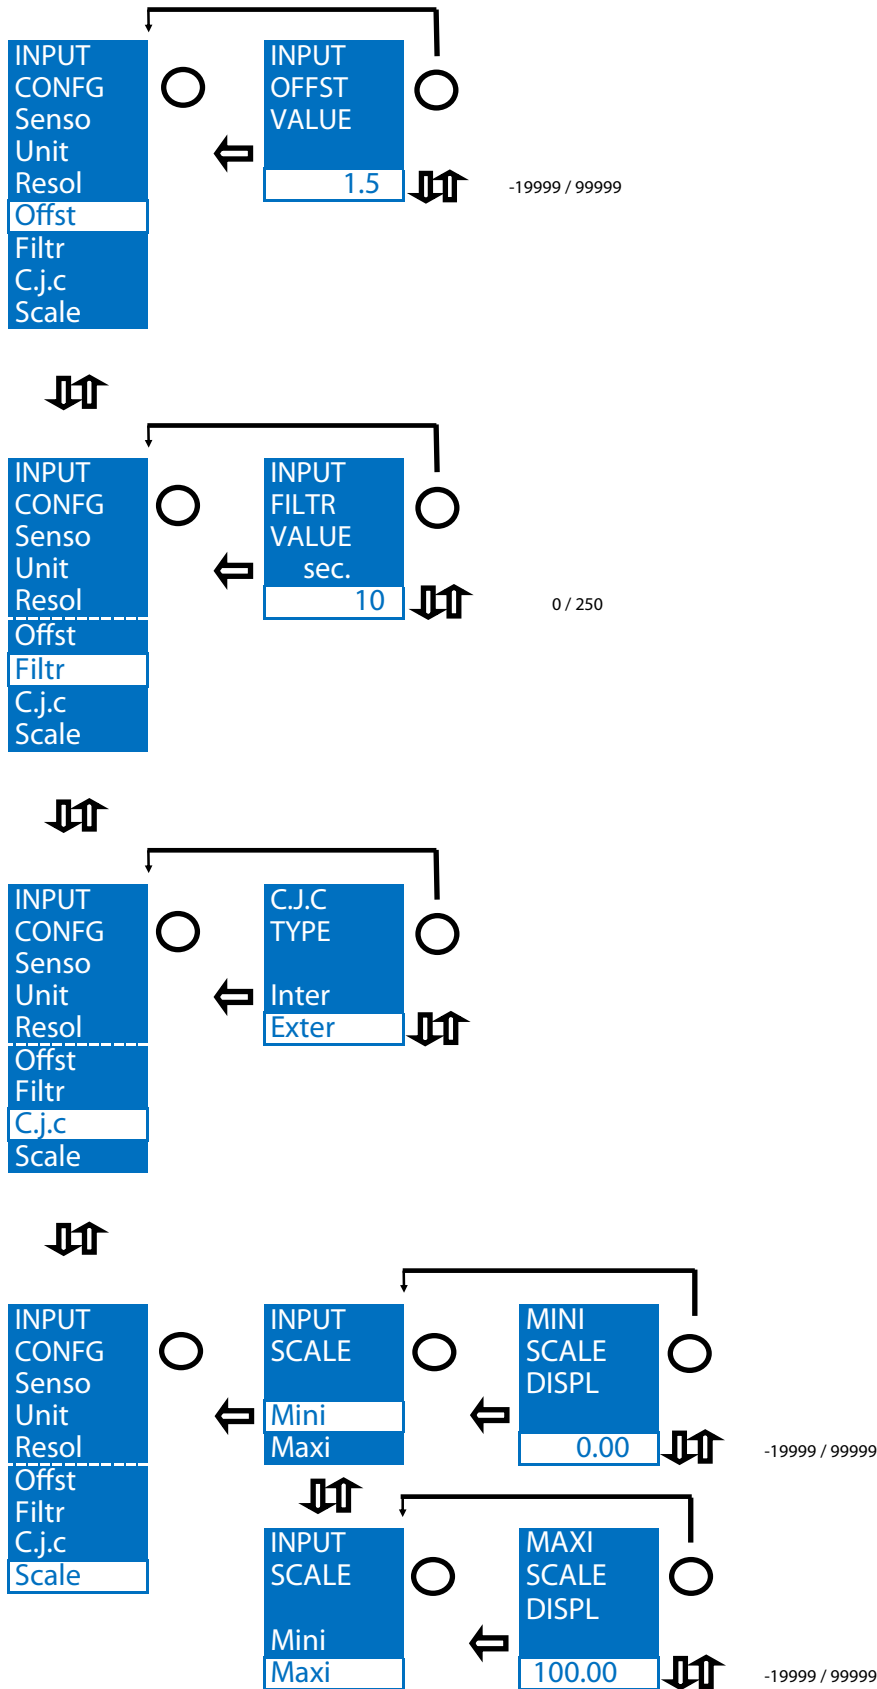 INPUT
CONFG
Senso
Unit
Resol
Offst
Filtr
C.j.c
Scale
INPUT
OFFST
VALUE
1.5
-19999 / 99999
INPUT
CONFG
Senso
Unit
Resol
Offst
Filtr
C.j.c
Scale
INPUT
FILTR
VALUE
sec.
10
0 / 250
INPUT
CONFG
Senso
Unit
Resol
Offst
Filtr
C.j.c
Scale
C.J.C
TYPE
Inter
Exter
INPUT
CONFG
Senso
Unit
Resol
Offst
Filtr
C.j.c
Scale
INPUT
SCALE
Mini
Maxi
MINI
SCALE
DISPL
0.00
-19999 / 99999
INPUT
SCALE
Mini
Maxi
MAXI
SCALE
DISPL
100.00
-19999 / 99999